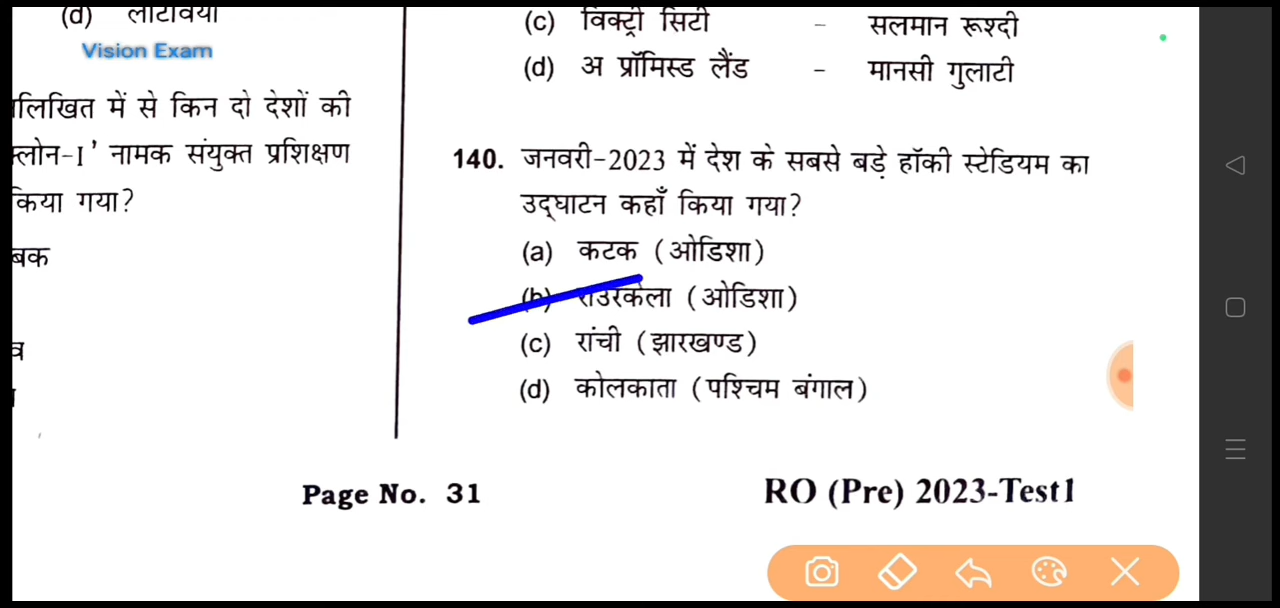 (d) लाटविया
Vision Exam
लिखित में से किन दो देशों की
क्लोन-I' नामक संयुक्त प्रशिक्षण
किया गया?
बक
व
(c) विक्ट्री सिटी – सलमान रूश्दी
(d) अ प्रॉमिस्ड लैंड – मानसी गुलाटी
140. जनवरी-2023 में देश के सबसे बड़े हॉकी स्टेडियम का
उद्घाटन कहाँ किया गया?
(a) कटक (ओडिशा)
(b) राउरकेला (ओडिशा)
(c) रांची (झारखण्ड)
(d) कोलकाता (पश्चिम बंगाल)
Page No. 31
RO (Pre) 2023-Test1